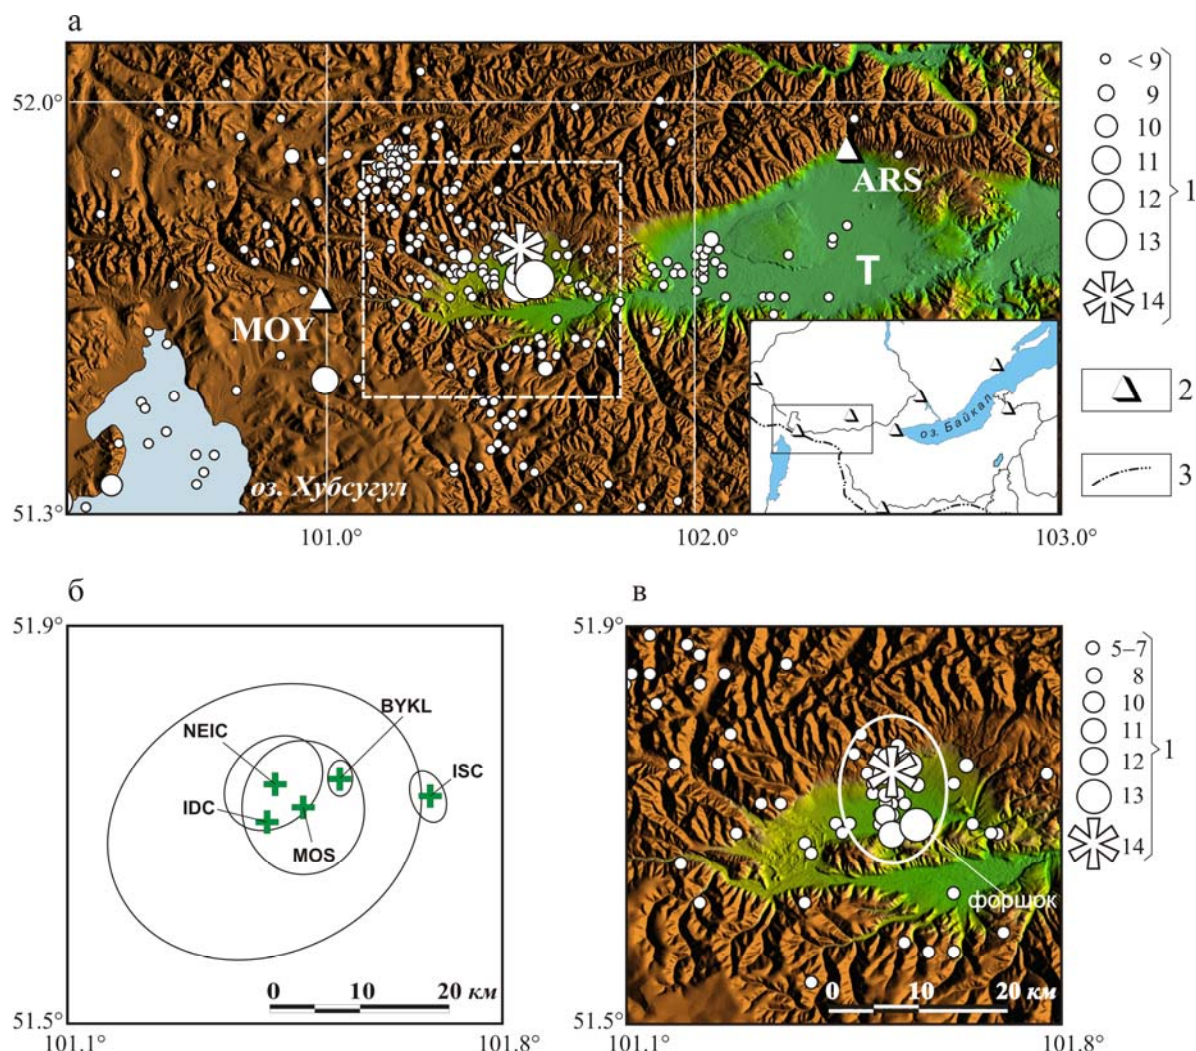 а
52.0°
51.3°
101.0°
102.0°
103.0°
ARS
MOY
T
оз. Хубсугул
оз. Байкал
< 9
9
10
11
12
13
14
1
2
3
б
51.9°
51.5°
101.1°
101.8°
NEIC
BYKL
ISC
IDC
MOS
0 10 20 км
в
51.9°
51.5°
101.1°
101.8°
форшок
0 10 20 км
5–7
8
10
11
12
13
14
1